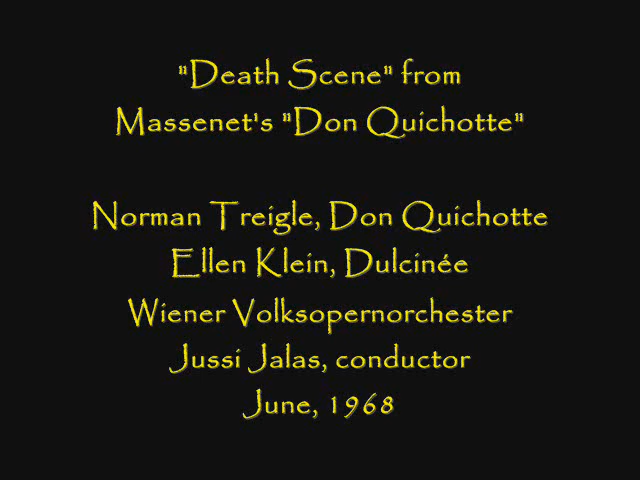 "Death Scene" from
Massenet's "Don Quichotte"
Norman Treigle, Don Quichotte
Ellen Klein, Dulcinée
Wiener Volksopernorchester
Jussi Jalas, conductor
June, 1968